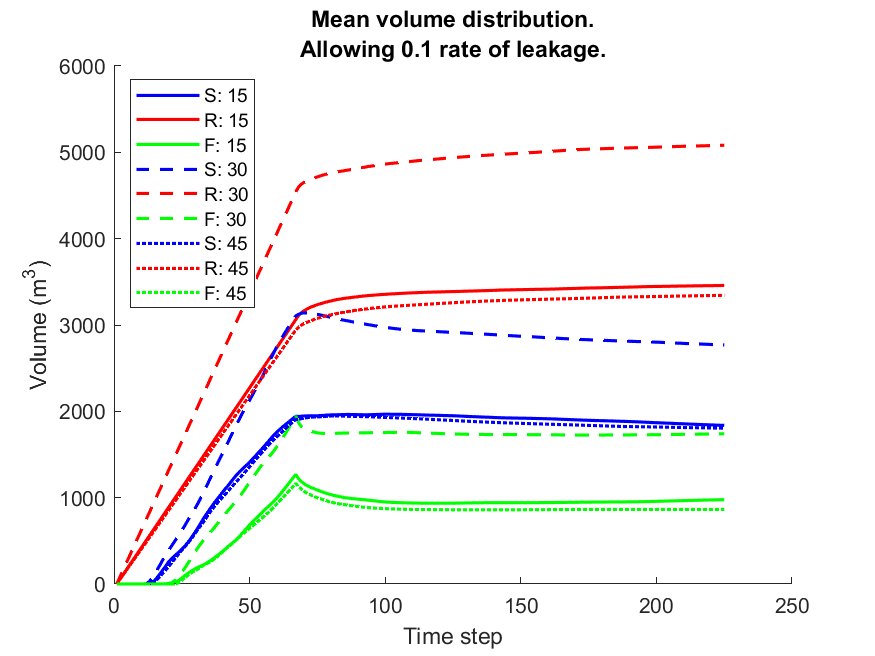 Mean volume distribution.
Allowing 0.1 rate of leakage.
6000
5000
4000
3000
2000
1000
0
Volume (m³)
S: 15
R: 15
F: 15
S: 30
R: 30
F: 30
S: 45
R: 45
F: 45
0 50 100 150 200 250
Time step